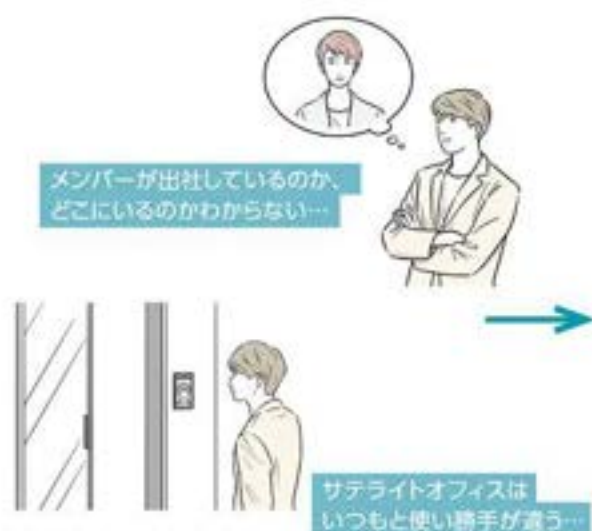 メンバーが出社しているのか、
どこにいるのかわからない…
サテライトオフィスは
いつもと使い勝手が違う…